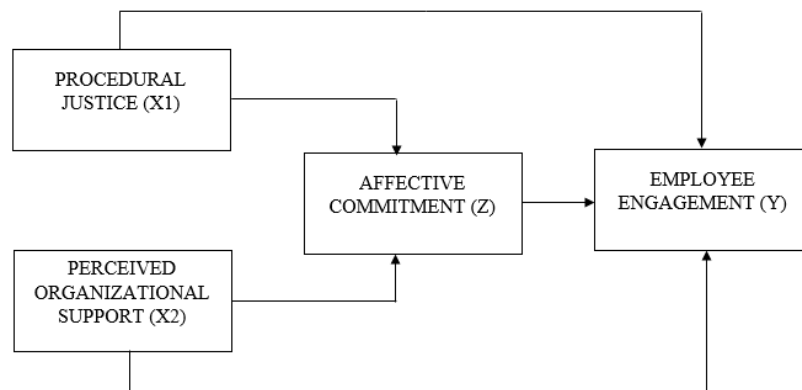 PROCEDURAL
JUSTICE (X1)
AFFECTIVE
COMMITMENT (Z)
EMPLOYEE
ENGAGEMENT (Y)
PERCEIVED
ORGANIZATIONAL
SUPPORT (X2)